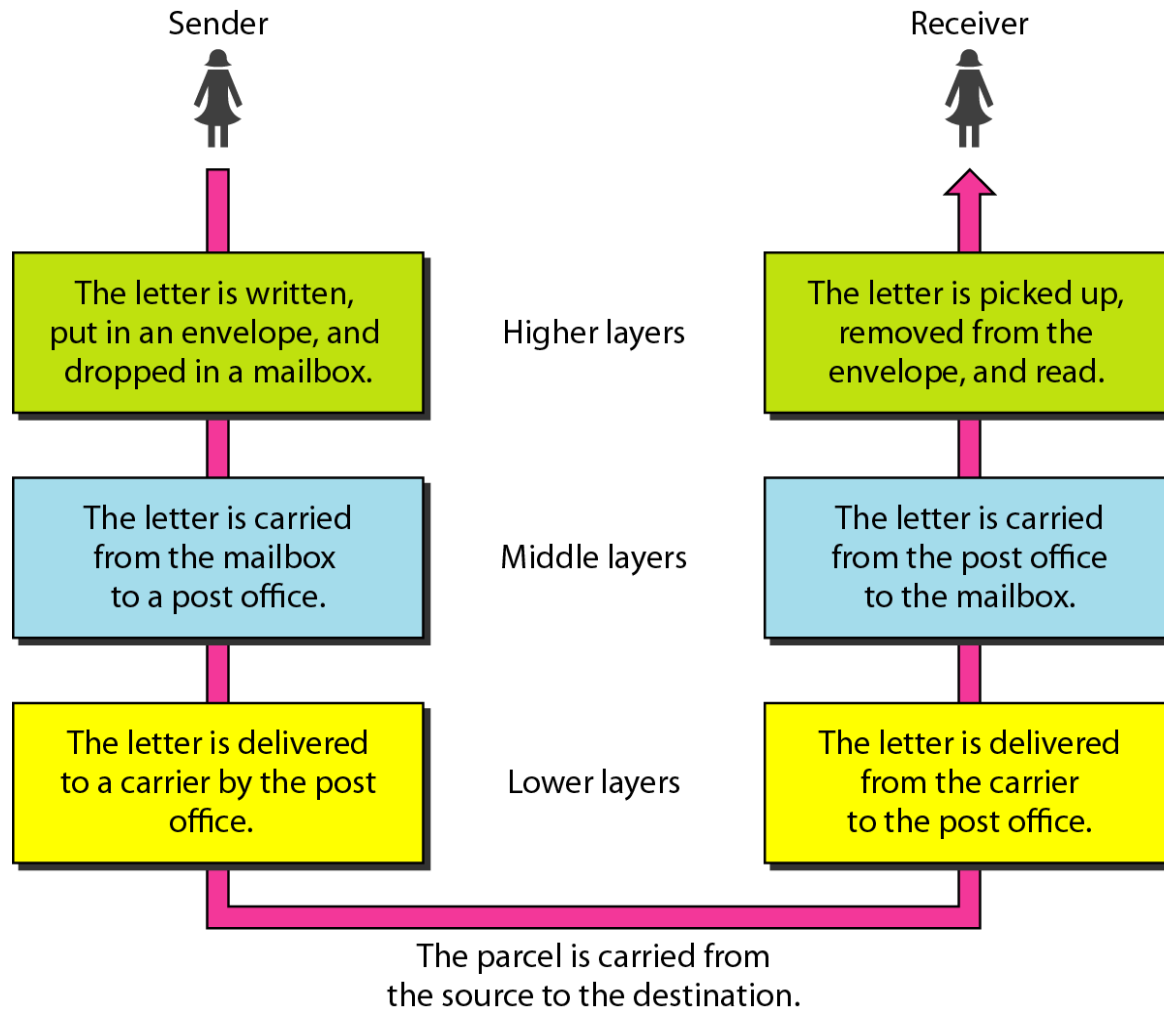 Sender
Receiver
The letter is written,
put in an envelope, and
dropped in a mailbox.
Higher layers
The letter is picked up,
removed from the
envelope, and read.
The letter is carried
from the mailbox
to a post office.
Middle layers
The letter is carried
from the post office
to the mailbox.
The letter is delivered
to a carrier by the post
office.
Lower layers
The letter is delivered
from the carrier
to the post office.
The parcel is carried from
the source to the destination.